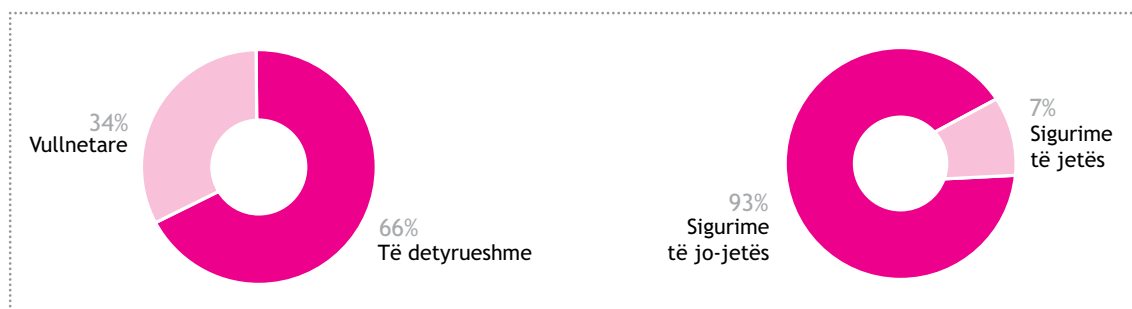 34%
Vullnetare
66%
Të detyrueshme
7%
Sigurime
të jetës
93%
Sigurime
të jo-jetës